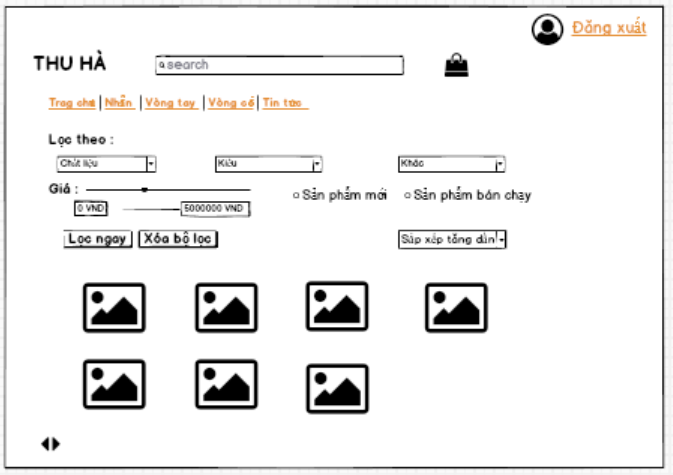 Đăng xuất
THU HÀ
search
Trag chủ | Nhẫn | Vòng tay | Vòng cổ | Tin tức
Lọc theo :
Chất liệu
Kiểu
Khác
Giá :
Sản phẩm mới
Sản phẩm bán chạy
0 VND
5000000 VND
Lọc ngay
Xóa bộ lọc
Sắp xếp tăng dần